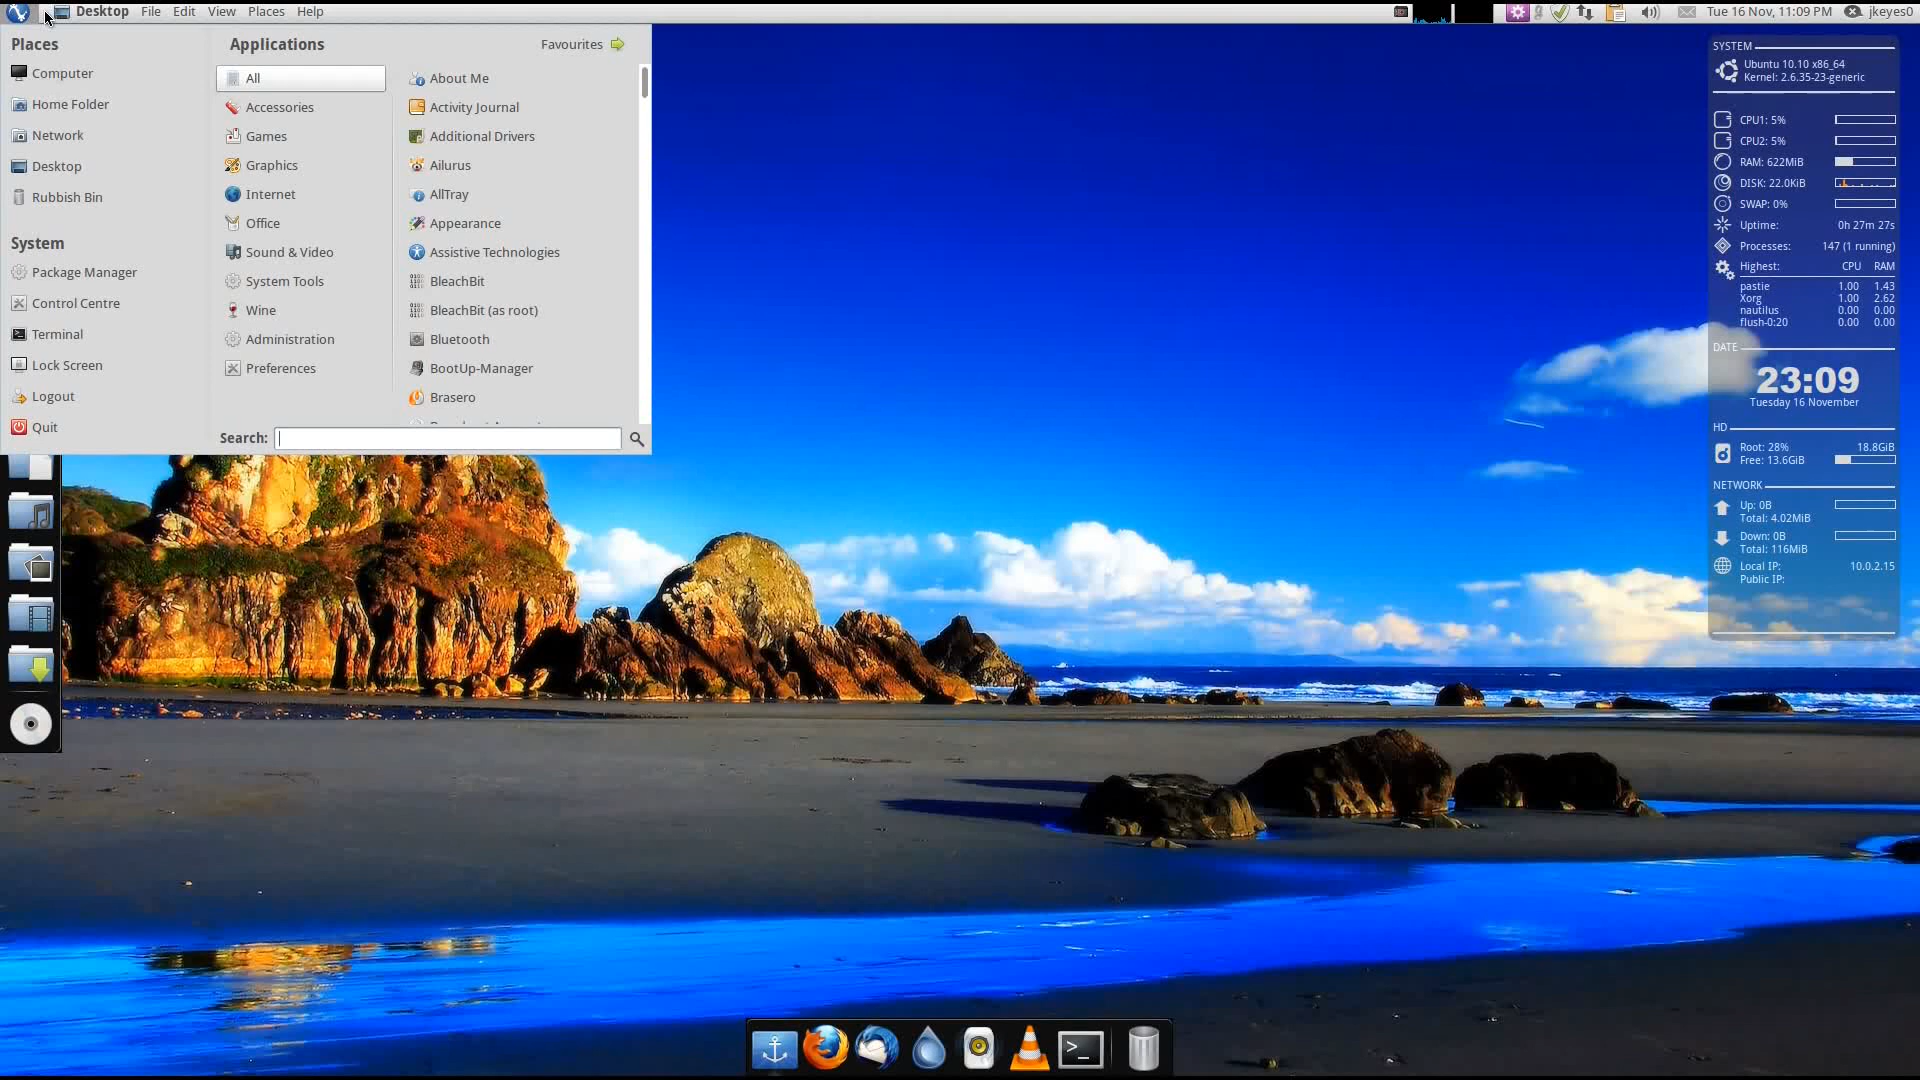 Desktop File Edit View Places Help
Tue 16 Nov, 11:09 PM jkeyes0
Places
Computer
Home Folder
Network
Desktop
Rubbish Bin
System
Package Manager
Control Centre
Terminal
Lock Screen
Logout
Quit
Applications
Favourites
All
Accessories
Games
Graphics
Internet
Office
Sound & Video
System Tools
Wine
Administration
Preferences
About Me
Activity Journal
Additional Drivers
Ailurus
AllTray
Appearance
Assistive Technologies
BleachBit
BleachBit (as root)
Bluetooth
BootUp-Manager
Brasero
Search:
SYSTEM
Ubuntu 10.10 x86_64
Kernel: 2.6.35-23-generic
CPU1: 5%
CPU2: 5%
RAM: 622MiB
DISK: 22.0KiB
SWAP: 0%
Uptime: 0h 27m 27s
Processes: 147 (1 running)
Highest: CPU RAM
pastie 1.00 1.43
Xorg 1.00 2.62
nautilus 0.00 0.00
flush-0:20 0.00 0.00
DATE
23:09
Tuesday 16 November
HD
Root: 28% 18.8GiB
Free: 13.6GiB
NETWORK
Up: 0B
Total: 4.02MiB
Down: 0B
Total: 116MiB
Local IP: 10.0.2.15
Public IP:
>_